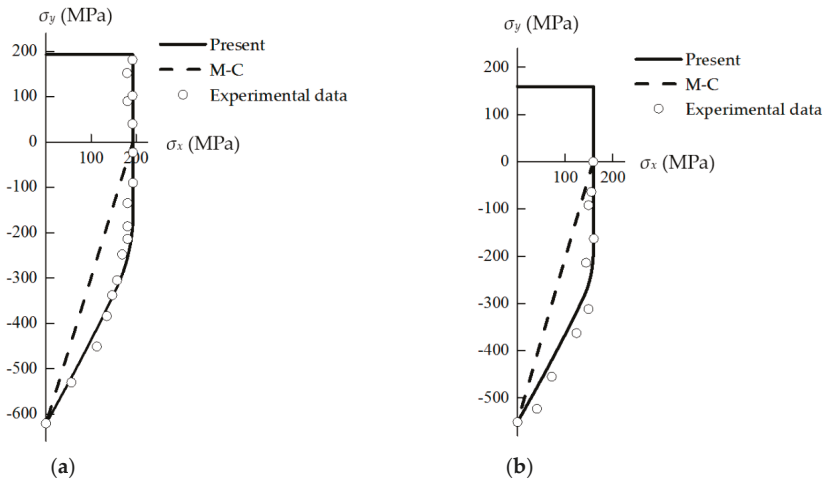 σy (MPa)
200
100
0
-100
-200
-300
-400
-500
-600
100
200
σx (MPa)
Present
M-C
Experimental data
(a)
σy (MPa)
200
100
0
-100
-200
-300
-400
-500
100
200
σx (MPa)
Present
M-C
Experimental data
(b)